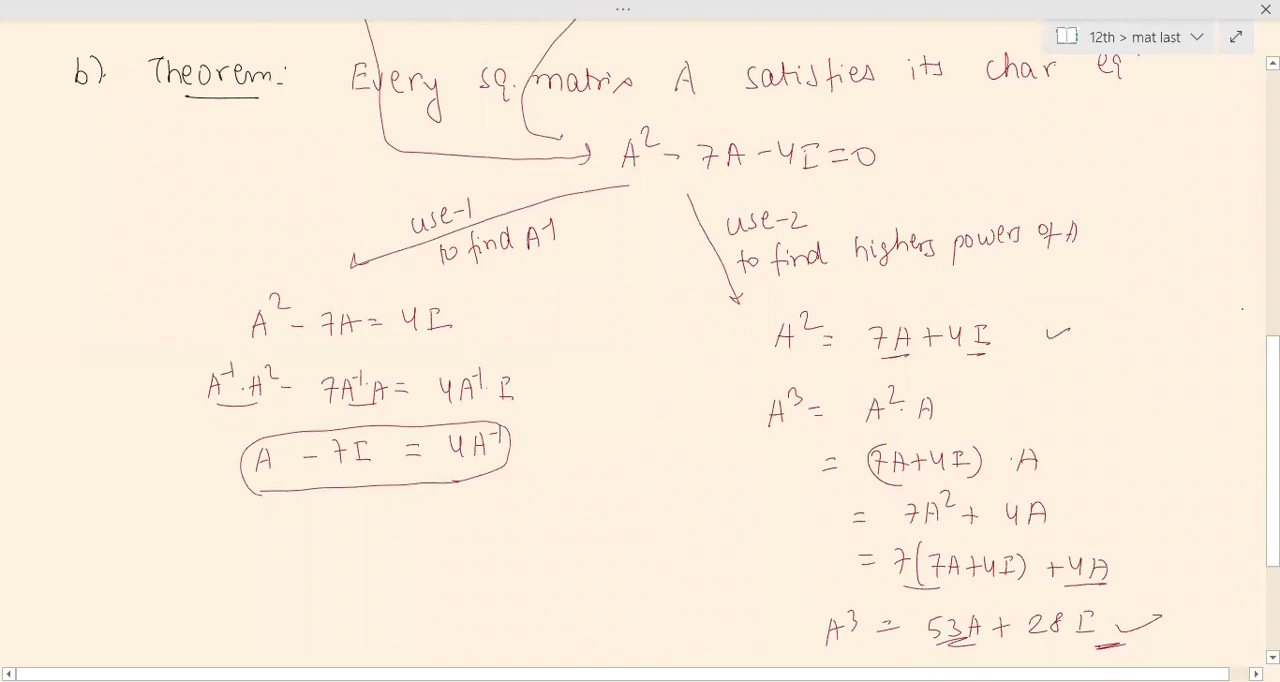 12th > mat last
b). Theorem: Every sq. matrix A satisfies its char eq
A² - 7A - 4I = 0
use-1
to find A-1
use-2
to find highers powers of A
A² - 7A = 4I
A⁻¹·A² - 7A⁻¹·A = 4A⁻¹·I
A - 7I = 4A⁻¹
A² = 7A + 4I
A³ = A²·A
= (7A+4I)·A
= 7A² + 4A
= 7(7A+4I) + 4A
A³ = 53A + 28I